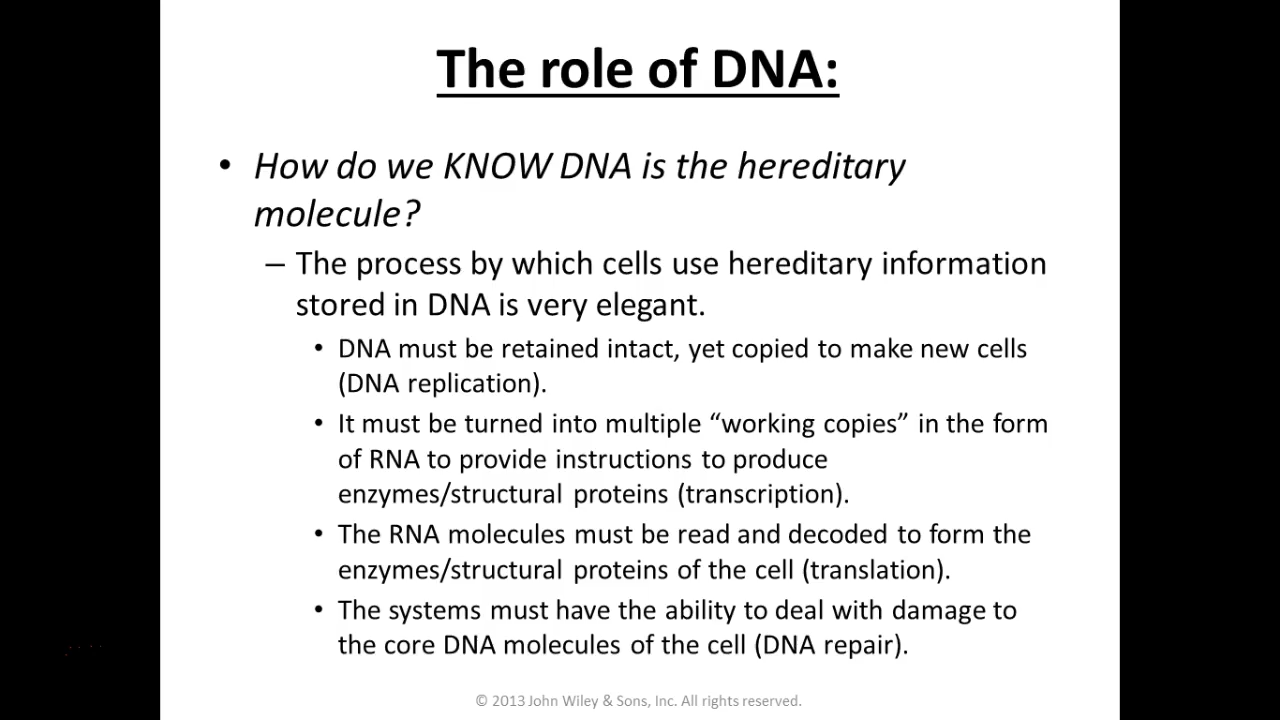 The role of DNA:
• How do we KNOW DNA is the hereditary
molecule?
– The process by which cells use hereditary information
stored in DNA is very elegant.
• DNA must be retained intact, yet copied to make new cells
(DNA replication).
• It must be turned into multiple “working copies” in the form
of RNA to provide instructions to produce
enzymes/structural proteins (transcription).
• The RNA molecules must be read and decoded to form the
enzymes/structural proteins of the cell (translation).
• The systems must have the ability to deal with damage to
the core DNA molecules of the cell (DNA repair).
© 2013 John Wiley & Sons, Inc. All rights reserved.